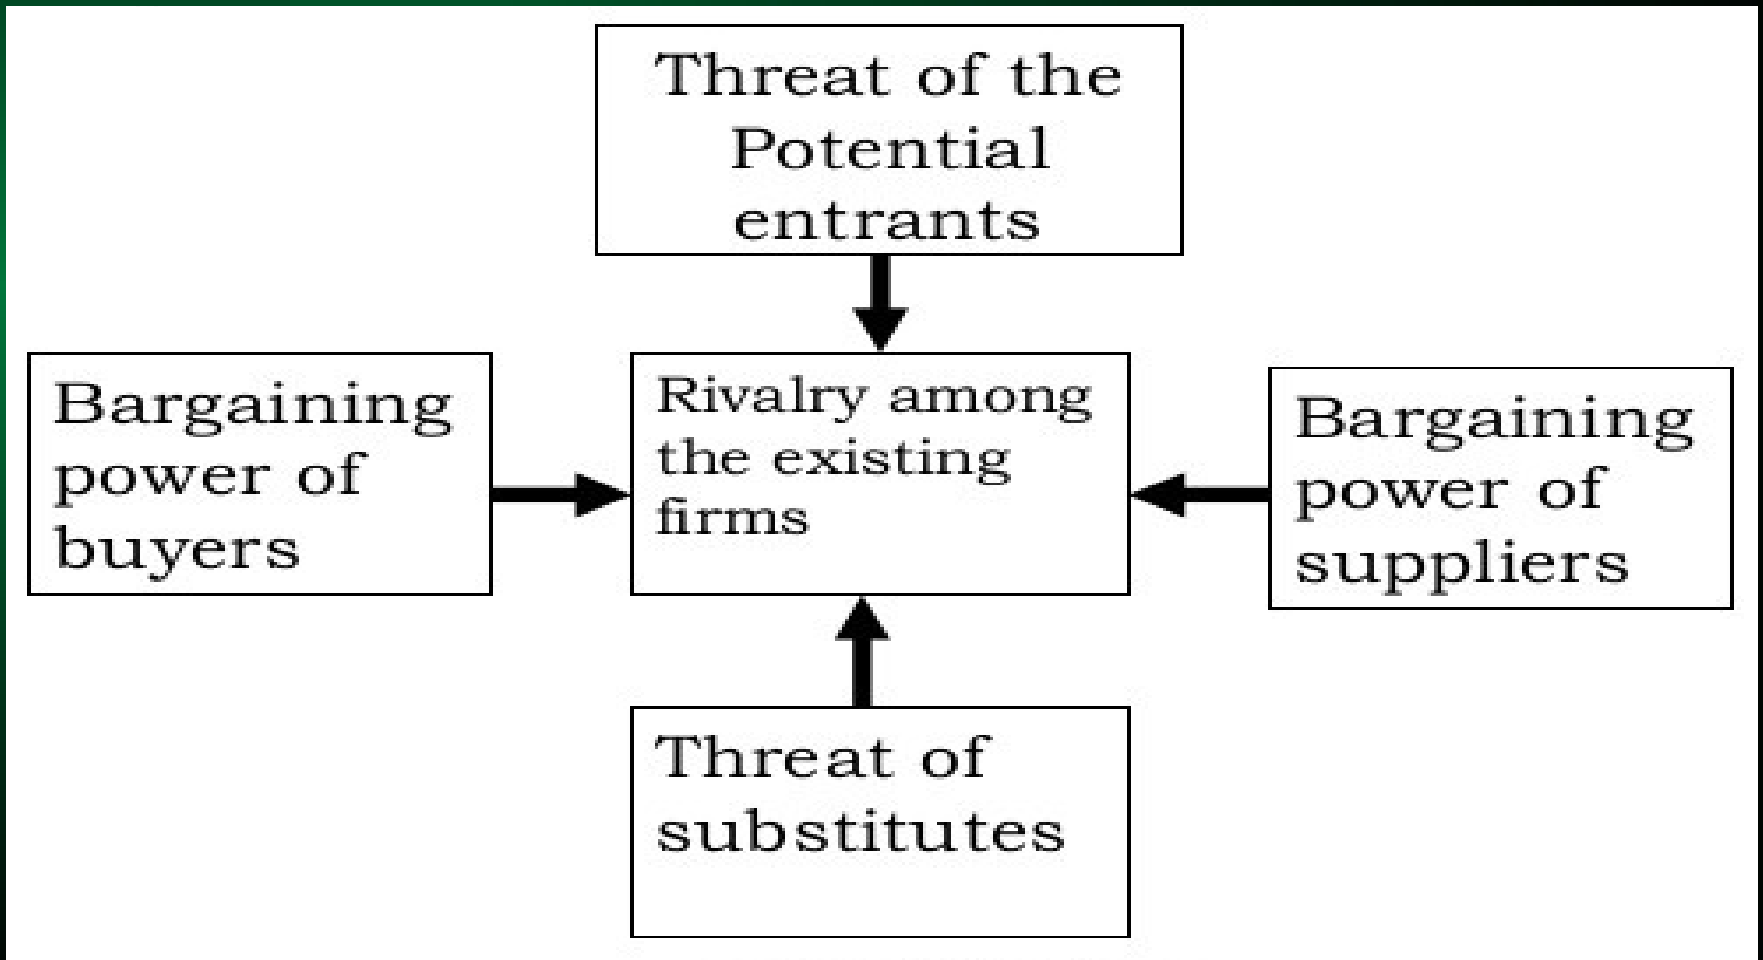 Threat of the
Potential
entrants
Bargaining
power of
buyers
Rivalry among
the existing
firms
Bargaining
power of
suppliers
Threat of
substitutes